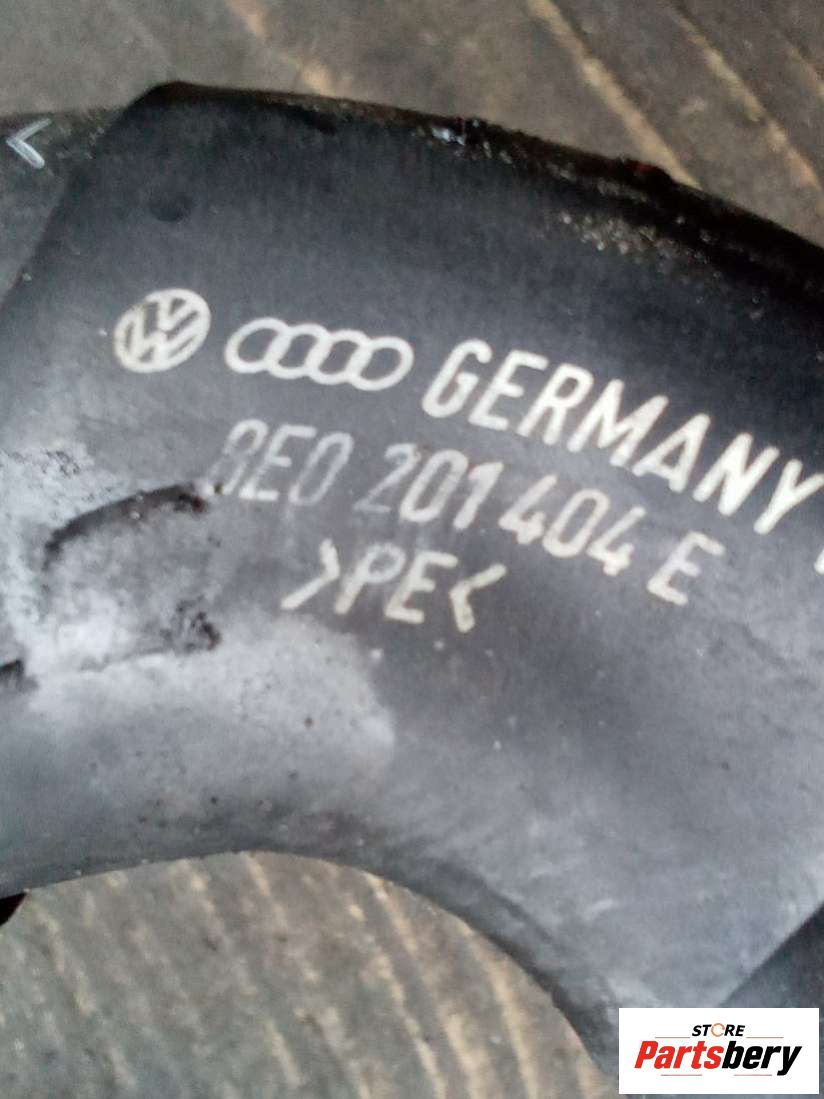 GERMANY
8E0 201 404 E
>PE<
STORE
Partsbery